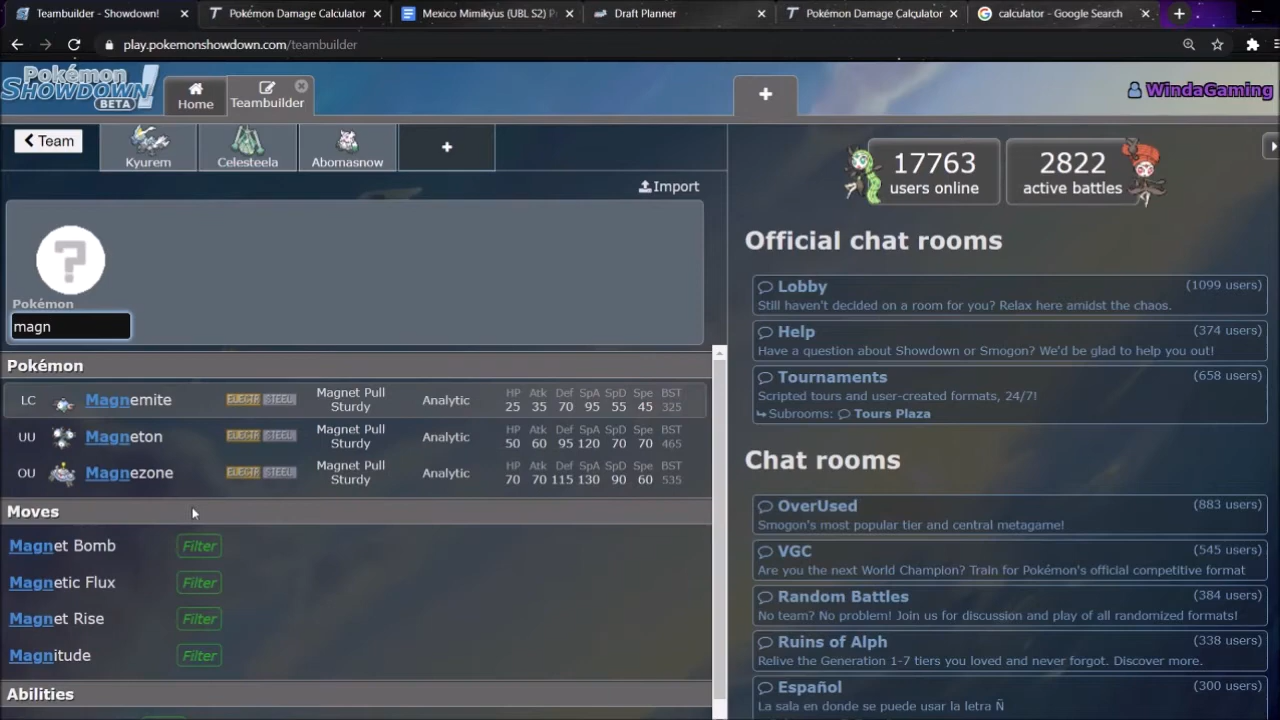 Teambuilder - Showdown!
Pokémon Damage Calculator
Mexico Mimikyus (UBL S2) P
Draft Planner
Pokémon Damage Calculator
calculator - Google Search
play.pokemonshowdown.com/teambuilder
Pokémon
SHOWDOWN!
BETA
Home
Teambuilder
+
WindaGaming
Team
Kyurem
Celesteela
Abomasnow
+
Import
?
Pokémon
magn
Pokémon
LC Magnemite ELECTR STEEL Magnet Pull Sturdy Analytic HP 25 Atk 35 Def 70 SpA 95 SpD 55 Spe 45 BST 325
UU Magneton ELECTR STEEL Magnet Pull Sturdy Analytic HP 50 Atk 60 Def 95 SpA 120 SpD 70 Spe 70 BST 465
OU Magnezone ELECTR STEEL Magnet Pull Sturdy Analytic HP 70 Atk 70 Def 115 SpA 130 SpD 90 Spe 60 BST 535
Moves
Magnet Bomb Filter
Magnetic Flux Filter
Magnet Rise Filter
Magnitude Filter
Abilities
17763
users online
2822
active battles
Official chat rooms
Lobby (1099 users)
Still haven't decided on a room for you? Relax here amidst the chaos.
Help (374 users)
Have a question about Showdown or Smogon? We'd be glad to help you out!
Tournaments (658 users)
Scripted tours and user-created formats, 24/7!
Subrooms: Tours Plaza
Chat rooms
OverUsed (883 users)
Smogon's most popular tier and central metagame!
VGC (545 users)
Are you the next World Champion? Train for Pokémon's official competitive format
Random Battles (384 users)
No team? No problem! Join us for discussion and play of all randomized formats!
Ruins of Alph (338 users)
Relive the Generation 1-7 tiers you loved and never forgot. Discover more.
Español (300 users)
La sala en donde se puede usar la letra Ñ